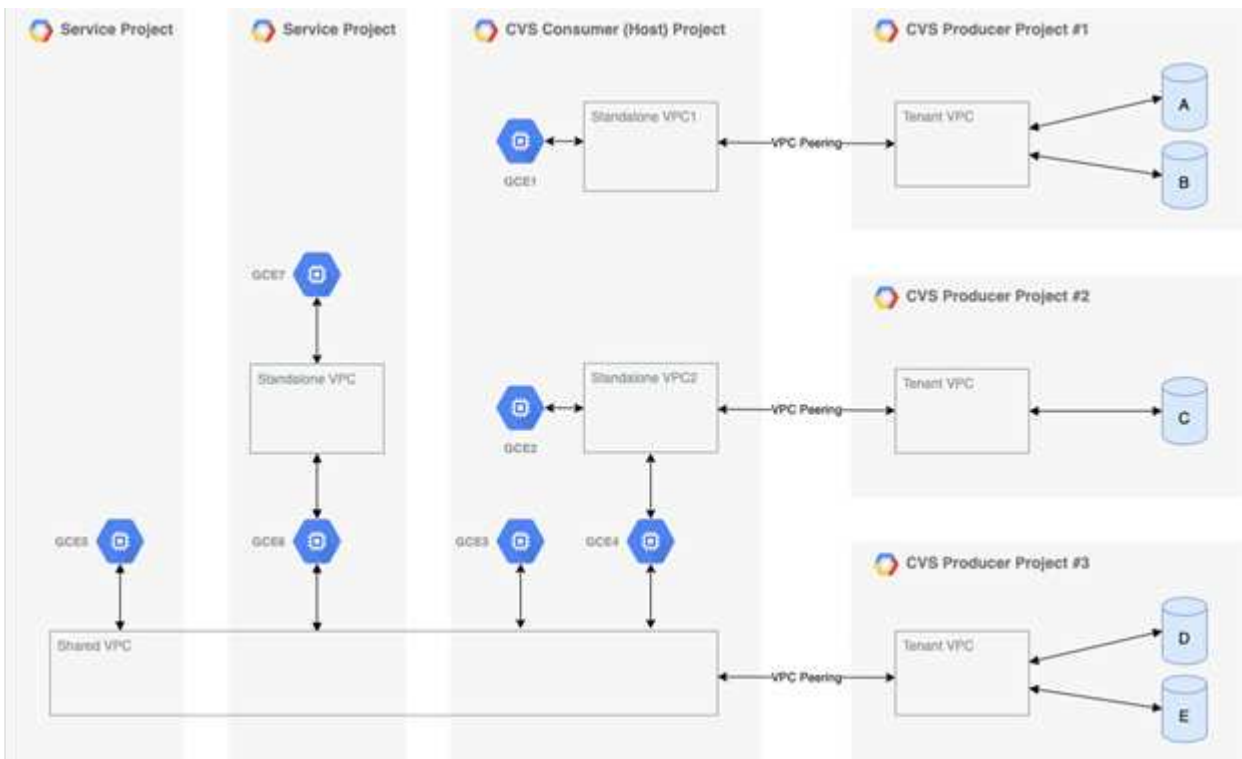 Service Project
Service Project
CVS Consumer (Host) Project
CVS Producer Project #1
Standalone VPC1
GCE1
VPC Peering
Tenant VPC
A
B
GCE7
CVS Producer Project #2
Standalone VPC
Standalone VPC2
GCE2
VPC Peering
Tenant VPC
C
GCE5
GCE6
GCE3
GCE4
CVS Producer Project #3
Shared VPC
VPC Peering
Tenant VPC
D
E